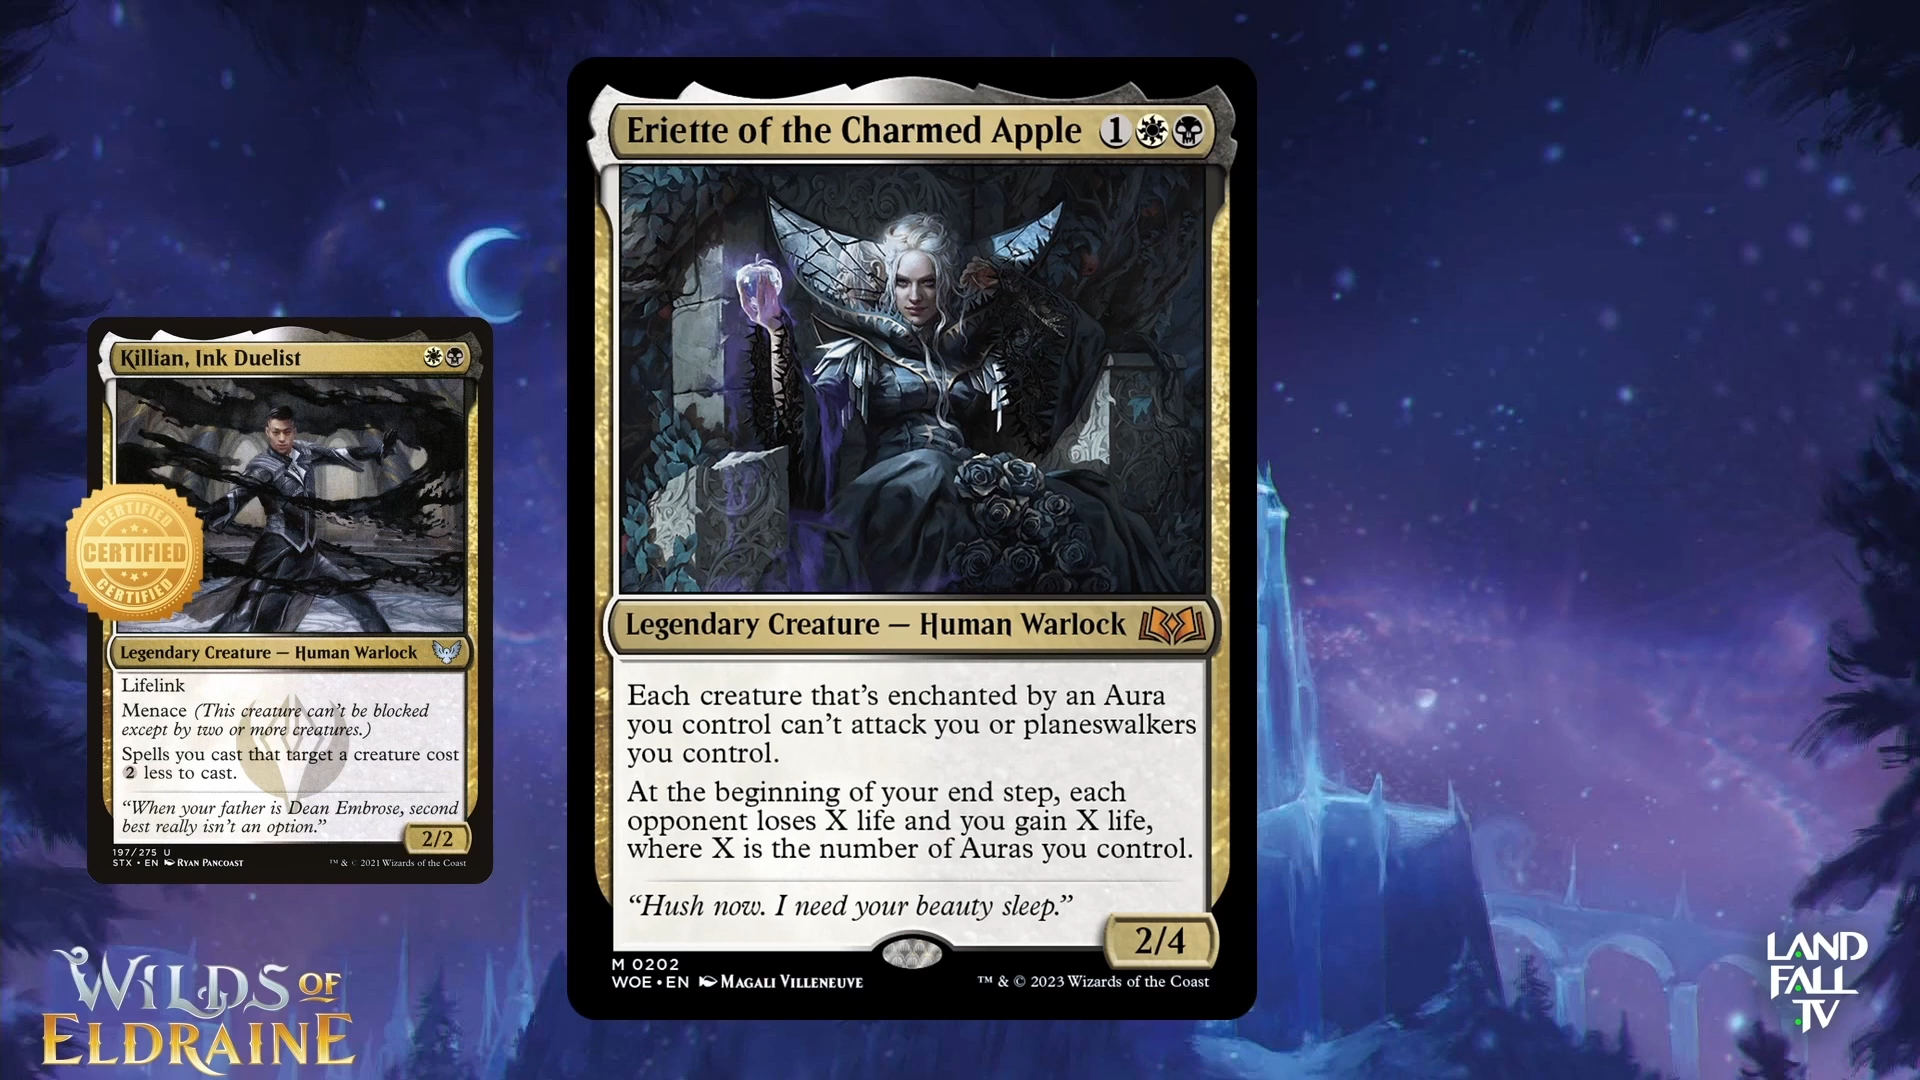 Killian, Ink Duelist
CERTIFIED
CERTIFIED
CERTIFIED
Legendary Creature — Human Warlock
Lifelink
Menace (This creature can't be blocked
except by two or more creatures.)
Spells you cast that target a creature cost
2 less to cast.
“When your father is Dean Embrose, second
best really isn't an option.”
2/2
197/275 U
STX • EN Ryan Pancoast
™ & © 2021 Wizards of the Coast
Eriette of the Charmed Apple 1
Legendary Creature — Human Warlock
Each creature that's enchanted by an Aura
you control can't attack you or planeswalkers
you control.
At the beginning of your end step, each
opponent loses X life and you gain X life,
where X is the number of Auras you control.
“Hush now. I need your beauty sleep.”
2/4
M 0202
WOE • EN Magali Villeneuve
™ & © 2023 Wizards of the Coast
WILDS OF
ELDRAINE
LAND
FALL
.TV